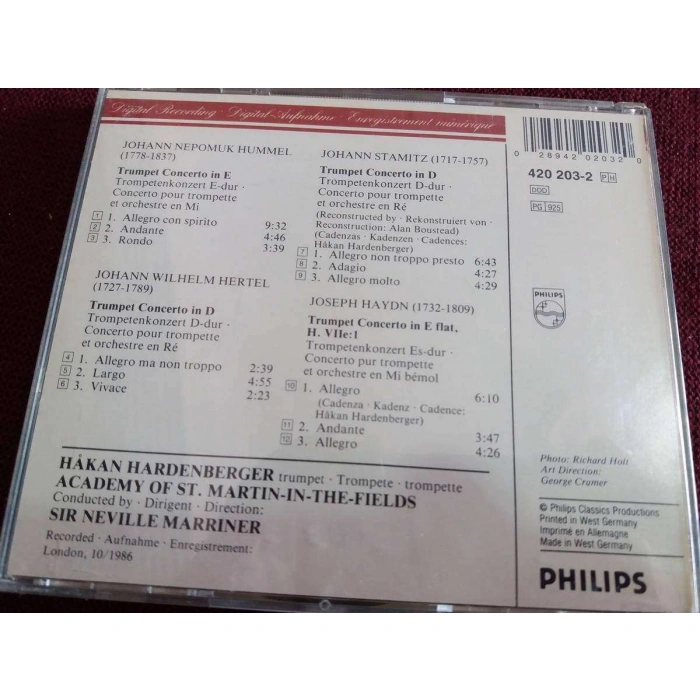 Digital Recording · Digital-Aufnahme · Enregistrement numérique
JOHANN NEPOMUK HUMMEL
(1778-1837)
Trumpet Concerto in E
Trompetenkonzert E-dur ·
Concerto pour trompette
et orchestre en Mi
1 1. Allegro con spirito 9:32
2 2. Andante 4:46
3 3. Rondo 3:39
JOHANN WILHELM HERTEL
(1727-1789)
Trumpet Concerto in D
Trompetenkonzert D-dur ·
Concerto pour trompette
et orchestre en Ré
4 1. Allegro ma non troppo 2:39
5 2. Largo 4:55
6 3. Vivace 2:23
JOHANN STAMITZ (1717-1757)
Trumpet Concerto in D
Trompetenkonzert D-dur ·
Concerto pour trompette
et orchestre en Ré
(Reconstructed by · Rekonstruiert von ·
Reconstruction: Alan Boustead)
(Cadenzas · Kadenzen · Cadences:
Håkan Hardenberger)
7 1. Allegro non troppo presto 6:43
8 2. Adagio 4:27
9 3. Allegro molto 4:29
JOSEPH HAYDN (1732-1809)
Trumpet Concerto in E flat,
H. VIIe:1
Trompetenkonzert Es-dur ·
Concerto pur trompette
et orchestre en Mi bémol
10 1. Allegro 6:10
(Cadenza · Kadenz · Cadence:
Håkan Hardenberger)
11 2. Andante 3:47
12 3. Allegro 4:26
HÅKAN HARDENBERGER trumpet · Trompete · trompette
ACADEMY OF ST. MARTIN-IN-THE-FIELDS
Conducted by · Dirigent · Direction:
SIR NEVILLE MARRINER
Recorded · Aufnahme · Enregistrement:
London, 10/1986
0 28942 02032 0
420 203-2 PH
DDD
PG 925
PHILIPS
Photo: Richard Holt
Art Direction:
George Cramer
© Philips Classics Productions
Printed in West Germany
Imprimé en Allemagne
Made in West Germany
PHILIPS